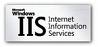 Microsoft
Windows
IIS
Internet
Information
Services